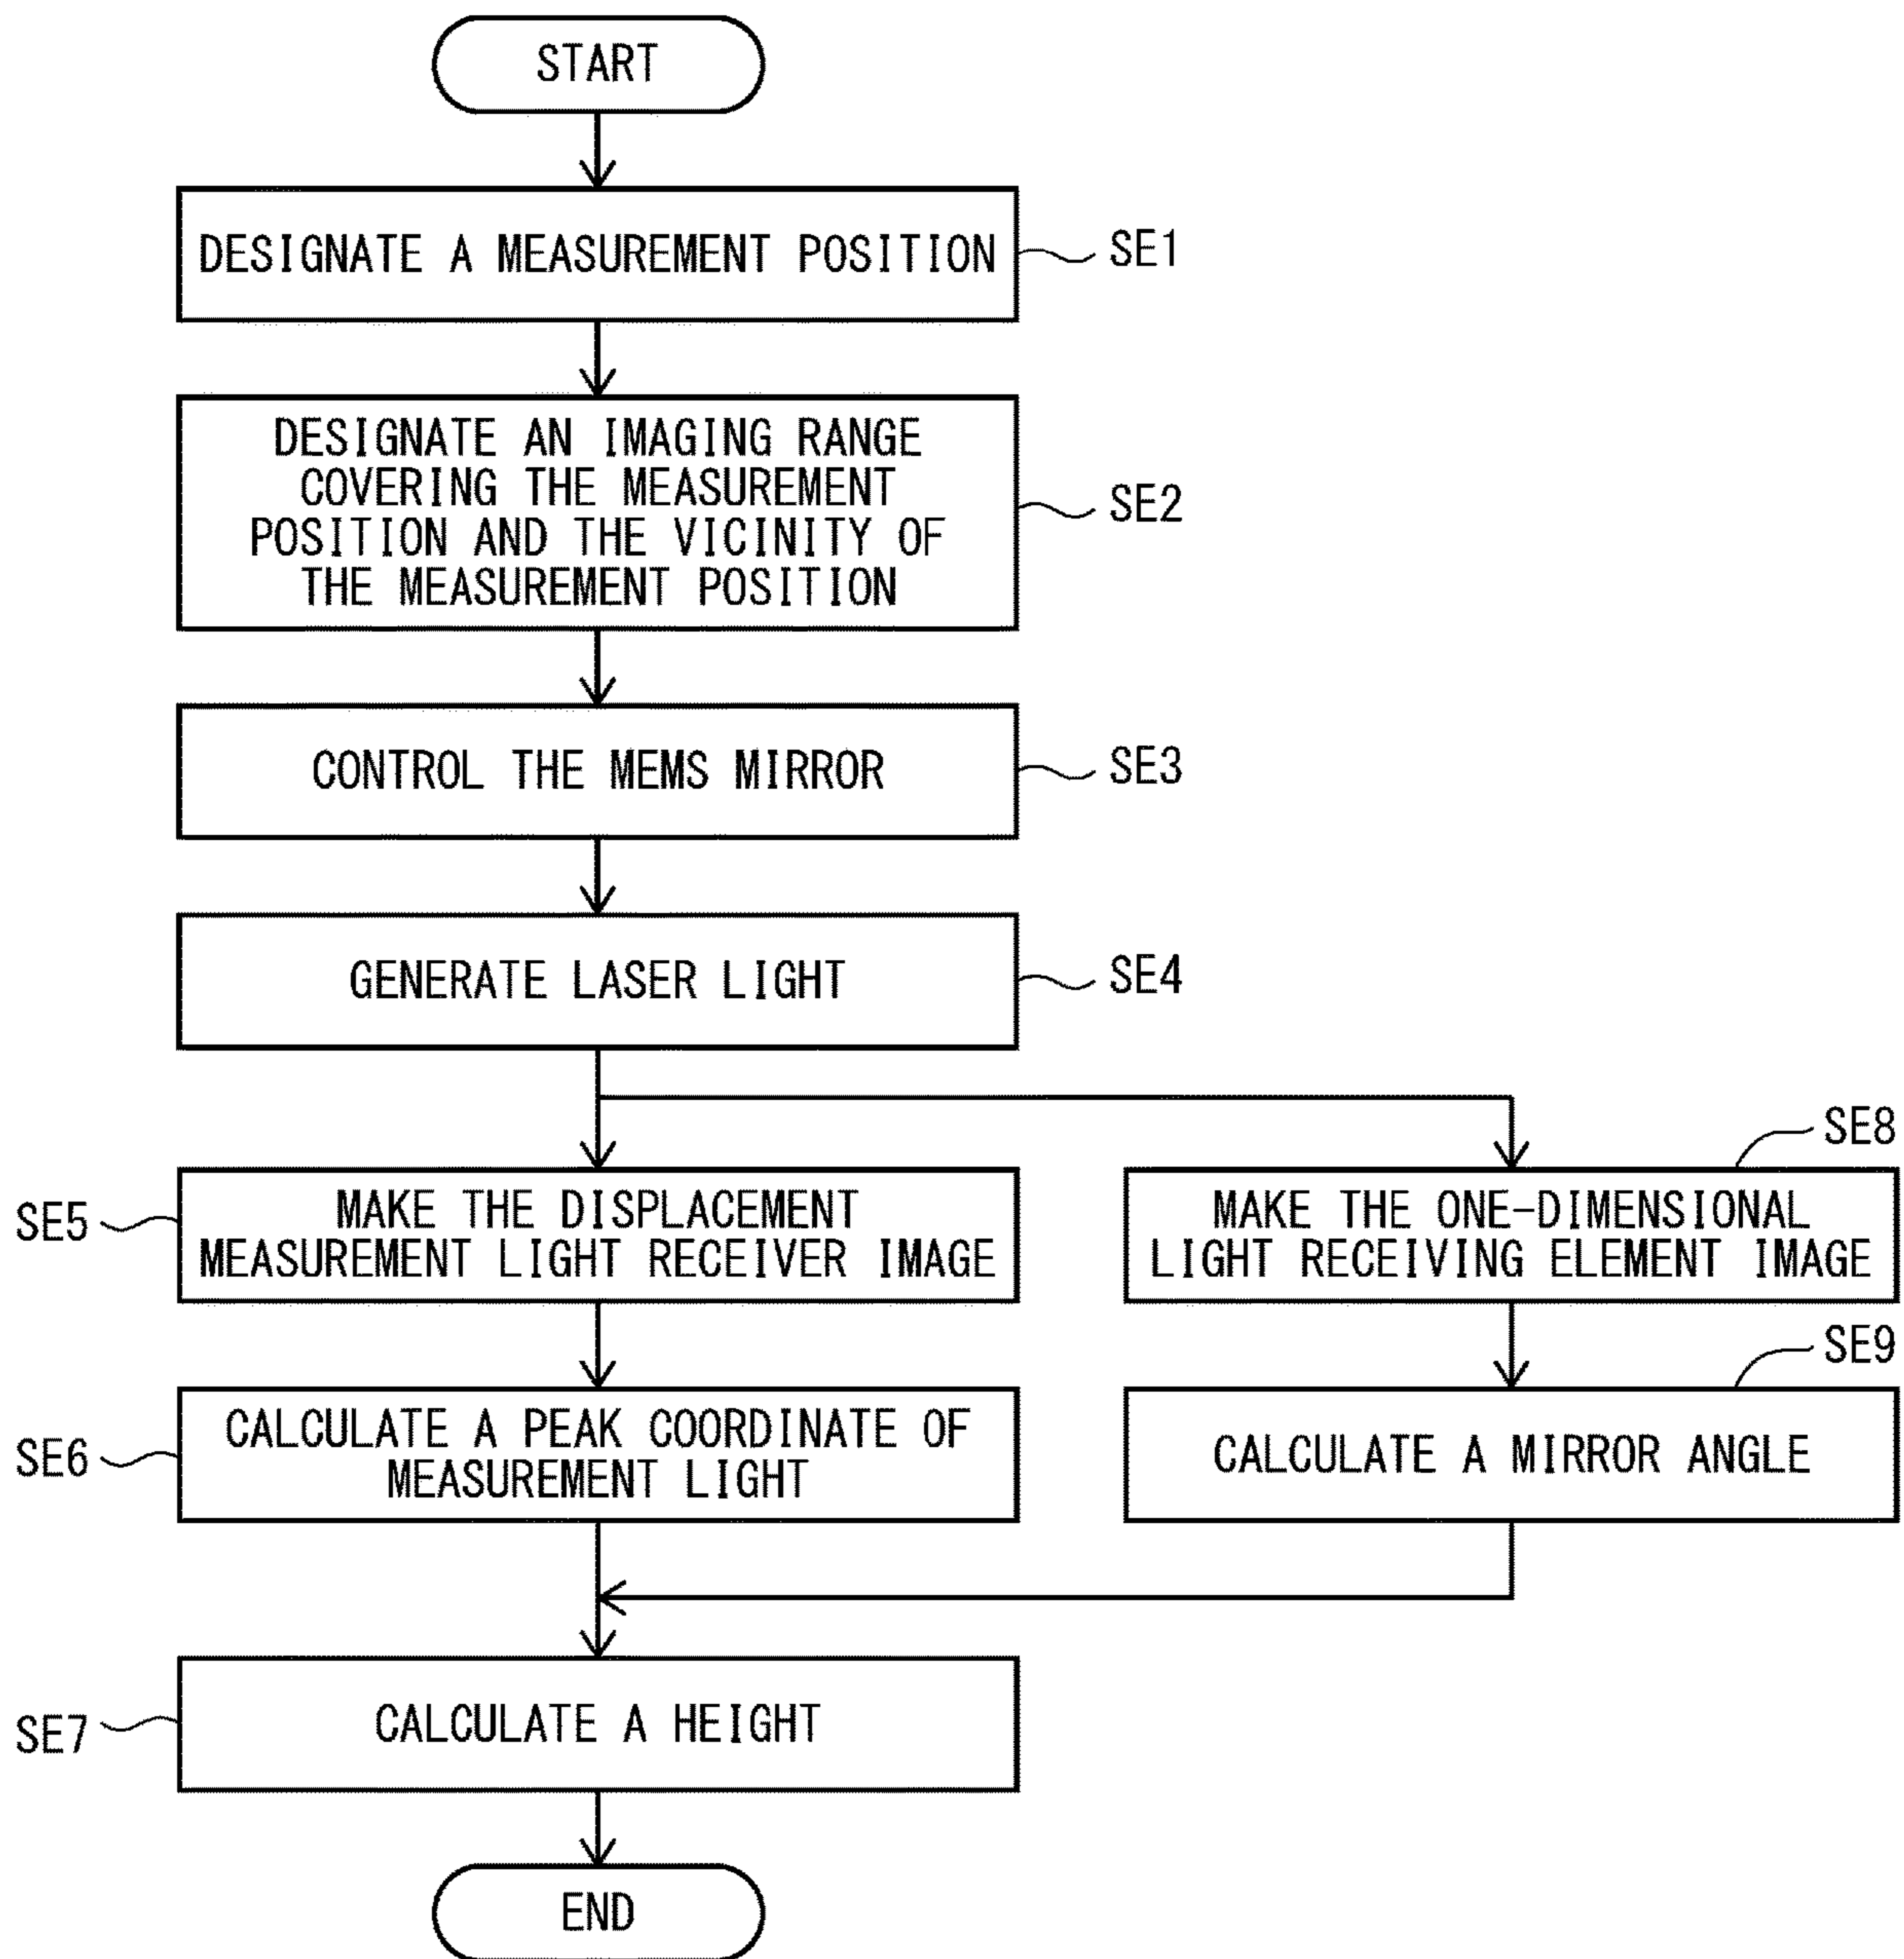 START
DESIGNATE A MEASUREMENT POSITION
SE1
DESIGNATE AN IMAGING RANGE
COVERING THE MEASUREMENT
POSITION AND THE VICINITY OF
THE MEASUREMENT POSITION
SE2
CONTROL THE MEMS MIRROR
SE3
GENERATE LASER LIGHT
SE4
SE5
MAKE THE DISPLACEMENT
MEASUREMENT LIGHT RECEIVER IMAGE
SE8
MAKE THE ONE-DIMENSIONAL
LIGHT RECEIVING ELEMENT IMAGE
SE6
CALCULATE A PEAK COORDINATE OF
MEASUREMENT LIGHT
SE9
CALCULATE A MIRROR ANGLE
SE7
CALCULATE A HEIGHT
END